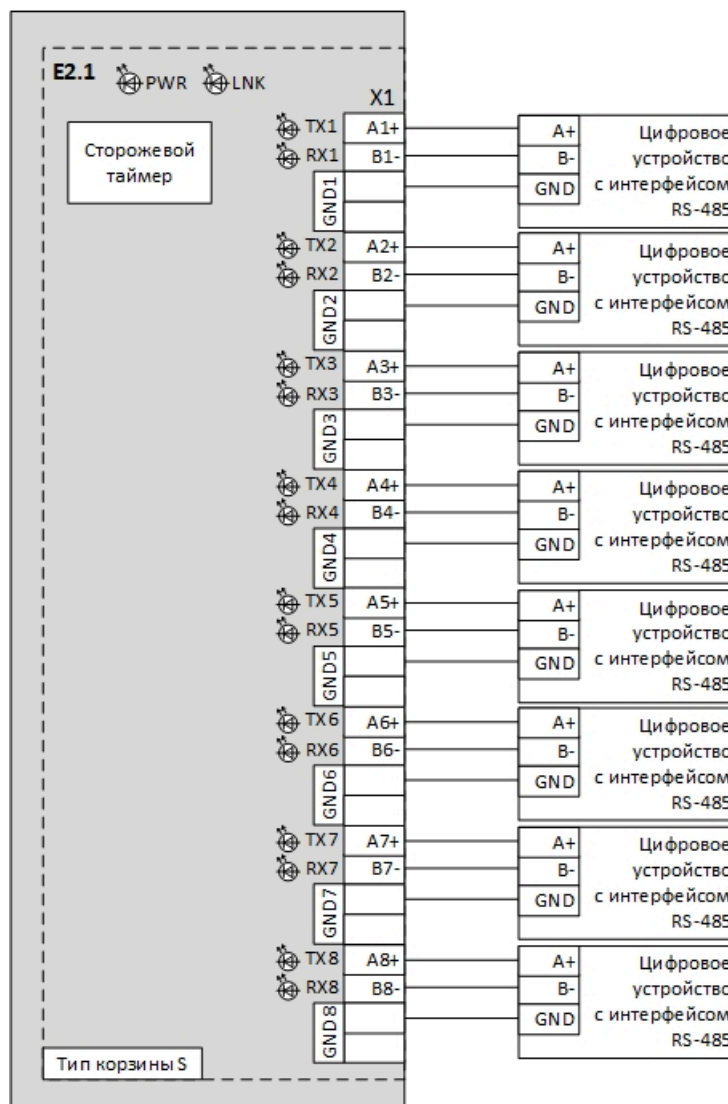 E2.1 PWR LNK
X1
Сторожевой
таймер
TX1 A1+
RX1 B1-
GND1
A+ Цифровое
B- устройство
GND с интерфейсом
RS-485
TX2 A2+
RX2 B2-
GND2
A+ Цифровое
B- устройство
GND с интерфейсом
RS-485
TX3 A3+
RX3 B3-
GND3
A+ Цифровое
B- устройство
GND с интерфейсом
RS-485
TX4 A4+
RX4 B4-
GND4
A+ Цифровое
B- устройство
GND с интерфейсом
RS-485
TX5 A5+
RX5 B5-
GND5
A+ Цифровое
B- устройство
GND с интерфейсом
RS-485
TX6 A6+
RX6 B6-
GND6
A+ Цифровое
B- устройство
GND с интерфейсом
RS-485
TX7 A7+
RX7 B7-
GND7
A+ Цифровое
B- устройство
GND с интерфейсом
RS-485
TX8 A8+
RX8 B8-
GND8
A+ Цифровое
B- устройство
GND с интерфейсом
RS-485
Тип корзины S